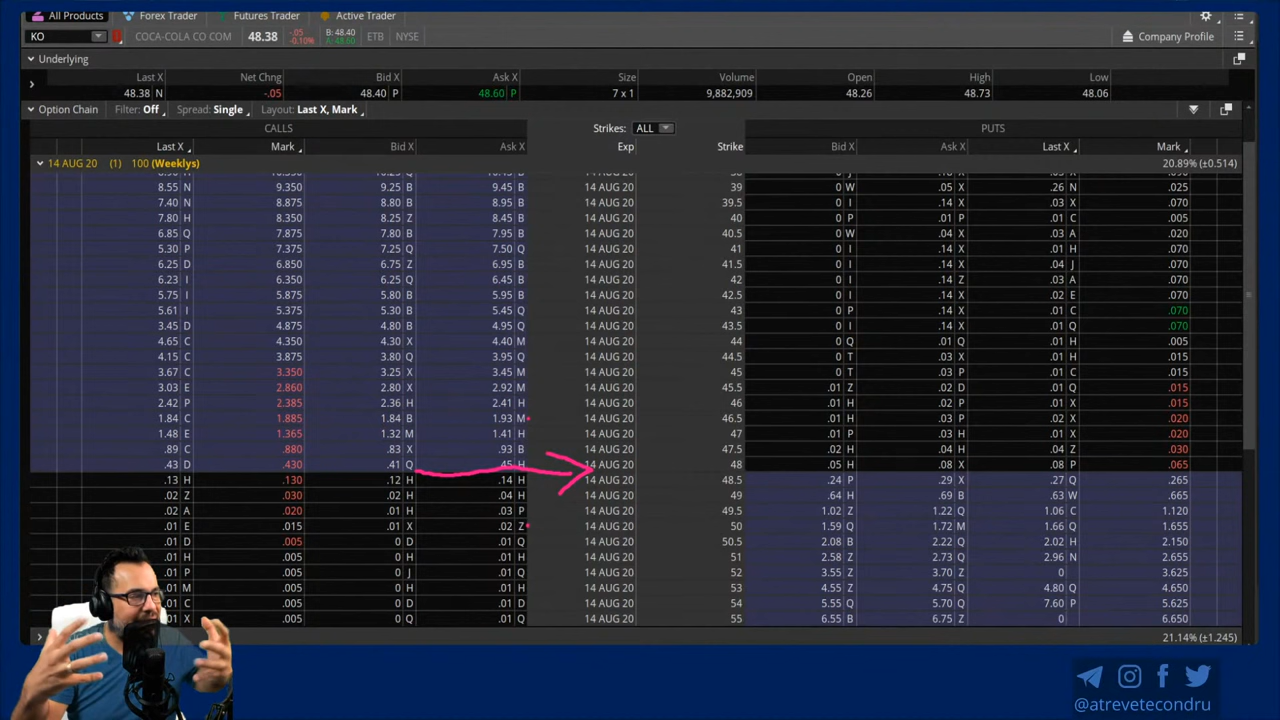 All Products Forex Trader Futures Trader Active Trader
KO COCA-COLA CO COM 48.38 -.05 -0.10% B: 48.40 A: 48.60 ETB NYSE Company Profile
Underlying
Last X Net Chng Bid X Ask X Size Volume Open High Low
48.38 N -.05 48.40 P 48.60 P 7 x 1 9,882,909 48.26 48.73 48.06
Option Chain Filter: Off Spread: Single Layout: Last X, Mark
CALLS Strikes: ALL PUTS
Last X Mark Bid X Ask X Exp Strike Bid X Ask X Last X Mark
14 AUG 20 (1) 100 (Weeklys) 20.89% (±0.514)
8.55 N 9.350 9.25 B 9.45 B 14 AUG 20 39 0 W .05 X .26 N .025
7.40 N 8.875 8.80 B 8.95 B 14 AUG 20 39.5 0 I .14 X .03 X .070
7.80 H 8.350 8.25 Z 8.45 B 14 AUG 20 40 0 P .01 P .01 C .005
6.85 Q 7.875 7.80 B 7.95 B 14 AUG 20 40.5 0 W .04 X .03 A .020
5.30 P 7.375 7.25 Q 7.50 Q 14 AUG 20 41 0 I .14 X .01 H .070
6.25 D 6.850 6.75 Z 6.95 B 14 AUG 20 41.5 0 I .14 X .04 J .070
6.23 I 6.350 6.25 Q 6.45 B 14 AUG 20 42 0 I .14 Z .03 A .070
5.75 I 5.875 5.80 B 5.95 B 14 AUG 20 42.5 0 I .14 X .02 E .070
5.61 I 5.375 5.30 B 5.45 Q 14 AUG 20 43 0 P .14 X .01 C .070
3.45 D 4.875 4.80 B 4.95 Q 14 AUG 20 43.5 0 I .14 X .01 Q .070
4.65 C 4.350 4.30 X 4.40 M 14 AUG 20 44 0 Q .01 Q .01 H .005
4.15 C 3.875 3.80 Q 3.95 Q 14 AUG 20 44.5 0 T .03 X .01 H .015
3.67 C 3.350 3.25 X 3.45 M 14 AUG 20 45 0 T .03 P .01 C .015
3.03 E 2.860 2.80 X 2.92 M 14 AUG 20 45.5 .01 Z .02 D .01 Q .015
2.42 P 2.385 2.36 H 2.41 H 14 AUG 20 46 .01 H .02 P .01 X .015
1.84 C 1.885 1.84 B 1.93 M 14 AUG 20 46.5 .01 H .03 P .02 X .020
1.48 E 1.365 1.32 M 1.41 H 14 AUG 20 47 .01 P .03 H .01 Q .020
.89 C .880 .83 X .93 B 14 AUG 20 47.5 .02 H .04 H .04 Z .030
.43 D .430 .41 Q .45 H 14 AUG 20 48 .05 H .08 X .08 P .065
.13 H .130 .12 H .14 H 14 AUG 20 48.5 .24 P .29 X .27 Q .265
.02 Z .030 .02 H .04 H 14 AUG 20 49 .64 H .69 B .63 W .665
.02 A .020 .01 H .03 P 14 AUG 20 49.5 1.02 Z 1.22 Q 1.06 C 1.120
.01 E .015 .01 X .02 Z 14 AUG 20 50 1.59 Q 1.72 M 1.66 Q 1.655
.01 D .005 0 D .01 Q 14 AUG 20 50.5 2.08 B 2.22 Q 2.02 H 2.150
.01 H .005 0 H .01 H 14 AUG 20 51 2.58 Z 2.73 Q 2.96 N 2.655
.01 P .005 0 J .01 Q 14 AUG 20 52 3.55 Z 3.70 Z 0 3.625
.01 M .005 0 H .01 H 14 AUG 20 53 4.55 Z 4.75 Q 4.80 Q 4.650
.01 C .005 0 D .01 D 14 AUG 20 54 5.55 Q 5.70 Q 7.60 P 5.625
.01 X .005 0 Q .01 Q 14 AUG 20 55 6.55 B 6.75 Z 0 6.650
21.14% (±1.245)
@atrevetecondru